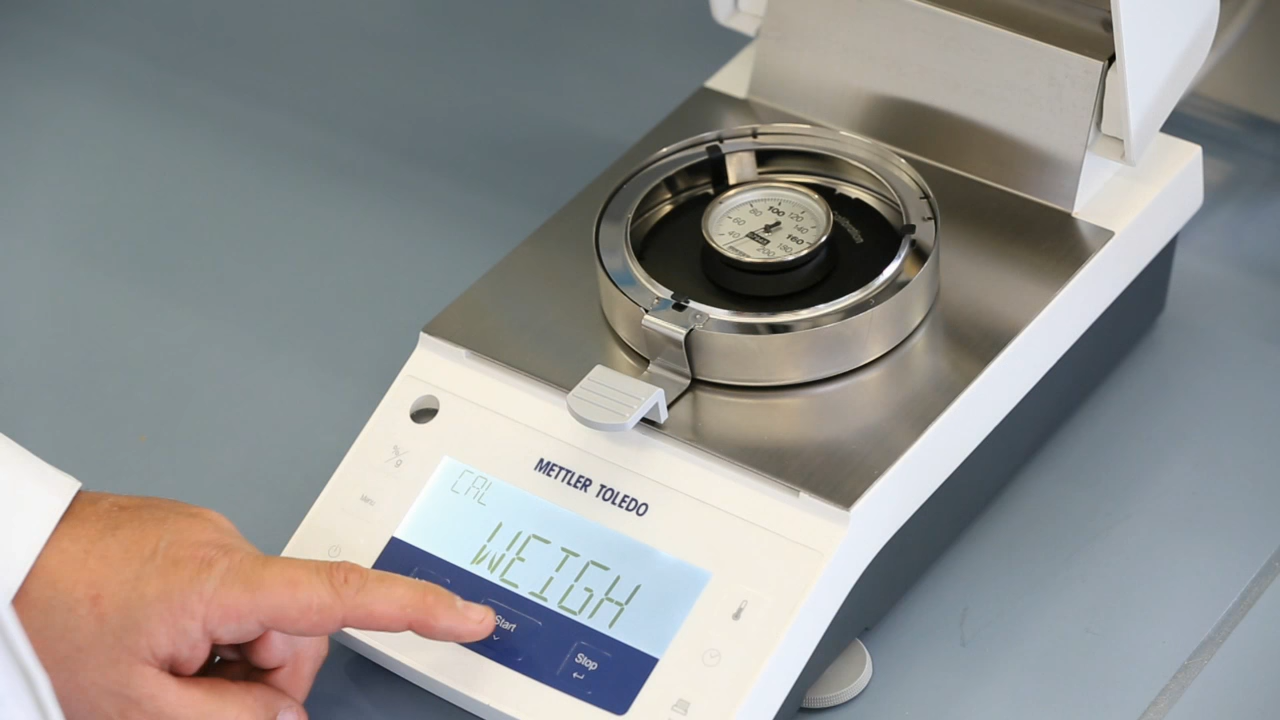 80 100 120
60 140
40 160
200 180
%/g
CAL
METTLER TOLEDO
Menu
WEIGH
Start
Stop